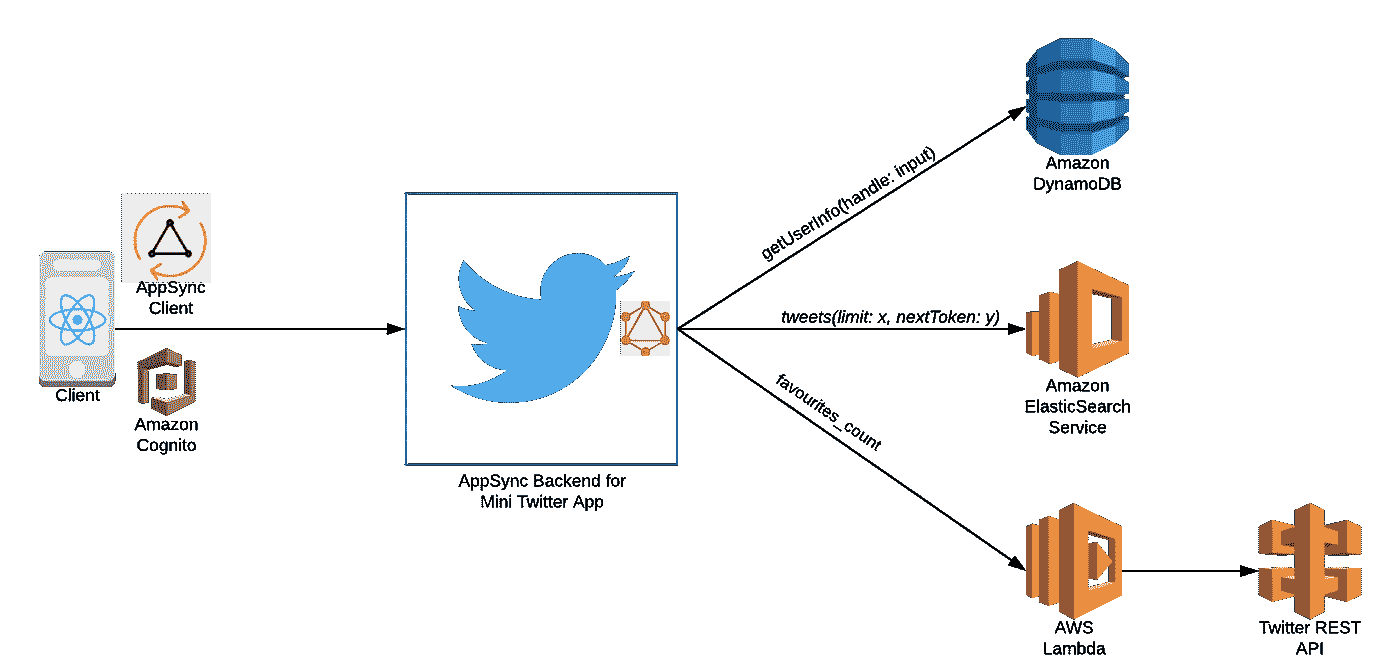 AppSync
Client
Client
Amazon
Cognito
AppSync Backend for
Mini Twitter App
getUserInfo(handle: input)
tweets(limit: x, nextToken: y)
favourites_count
Amazon
DynamoDB
Amazon
ElasticSearch
Service
AWS
Lambda
Twitter REST
API